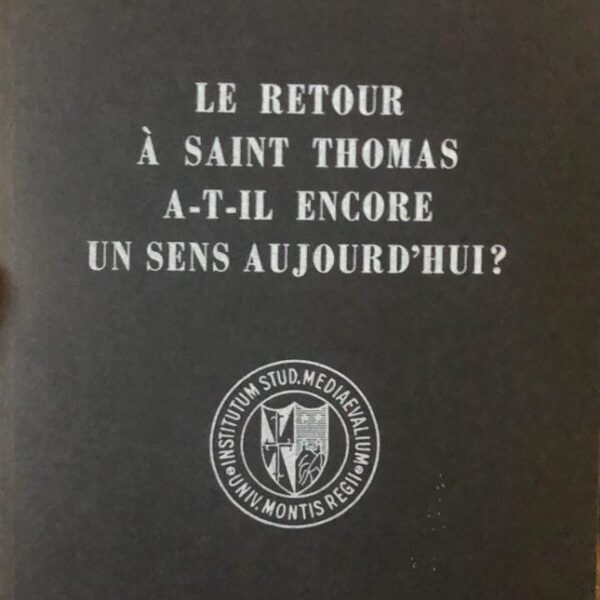 LE RETOUR
À SAINT THOMAS
A-T-IL ENCORE
UN SENS AUJOURD'HUI?
INSTITUTUM STUD. MEDIAEVALIUM
UNIV. MONTIS REGII